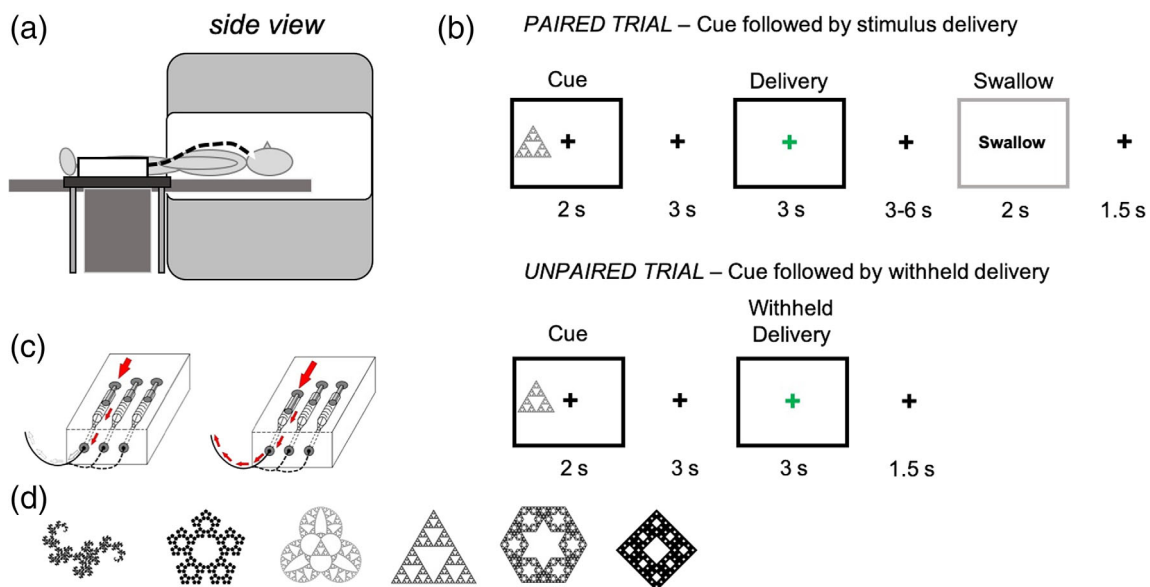 (a)
side view
(b)
PAIRED TRIAL – Cue followed by stimulus delivery
Cue
Delivery
Swallow
+
+
+
+
Swallow
+
2 s
3 s
3 s
3-6 s
2 s
1.5 s
UNPAIRED TRIAL – Cue followed by withheld delivery
Cue
Withheld
Delivery
+
+
+
+
2 s
3 s
3 s
1.5 s
(c)
(d)